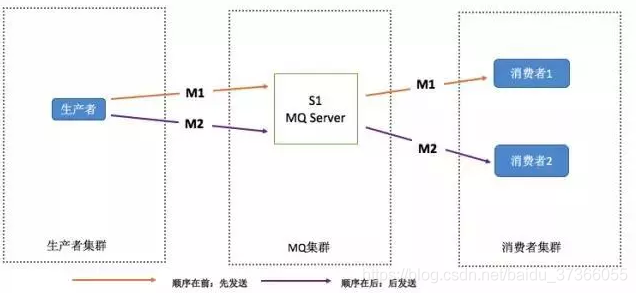 生产者
M1
M2
S1
MQ Server
M1
M2
消费者1
消费者2
生产者集群
MQ集群
消费者集群
顺序在前：先发送
顺序在后：后发送
https://blog.csdn.net/baidu_37366055